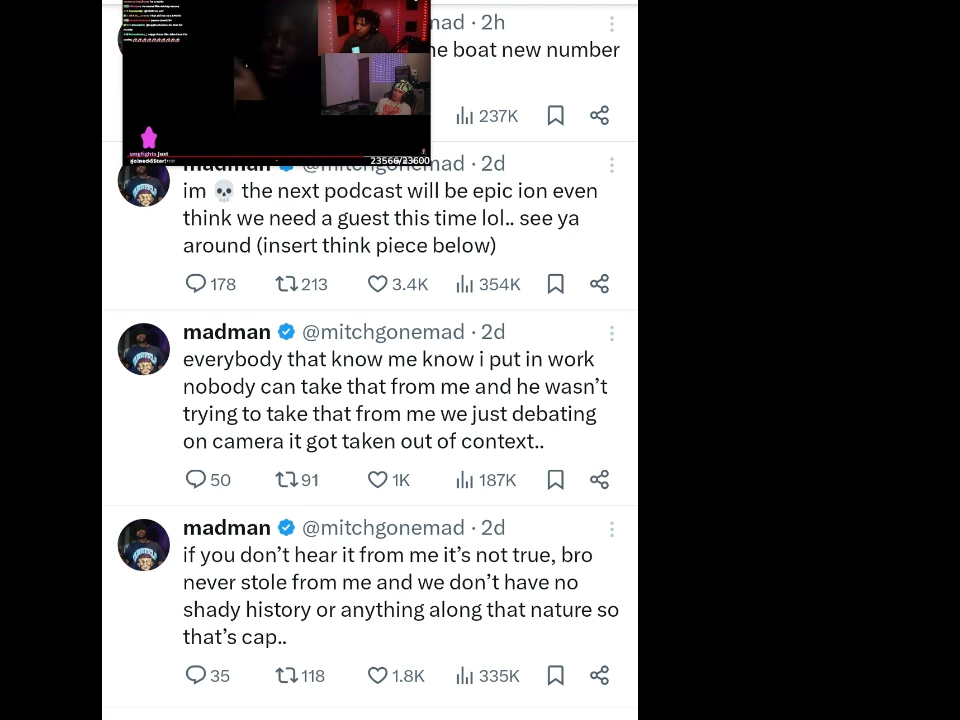 mad · 2h
he boat new number
237K
madman @mitchgonemad · 2d
im 💀 the next podcast will be epic ion even
think we need a guest this time lol.. see ya
around (insert think piece below)
178 213 3.4K 354K
madman @mitchgonemad · 2d
everybody that know me know i put in work
nobody can take that from me and he wasn’t
trying to take that from me we just debating
on camera it got taken out of context..
50 91 1K 187K
madman @mitchgonemad · 2d
if you don’t hear it from me it’s not true, bro
never stole from me and we don’t have no
shady history or anything along that nature so
that’s cap..
35 118 1.8K 335K